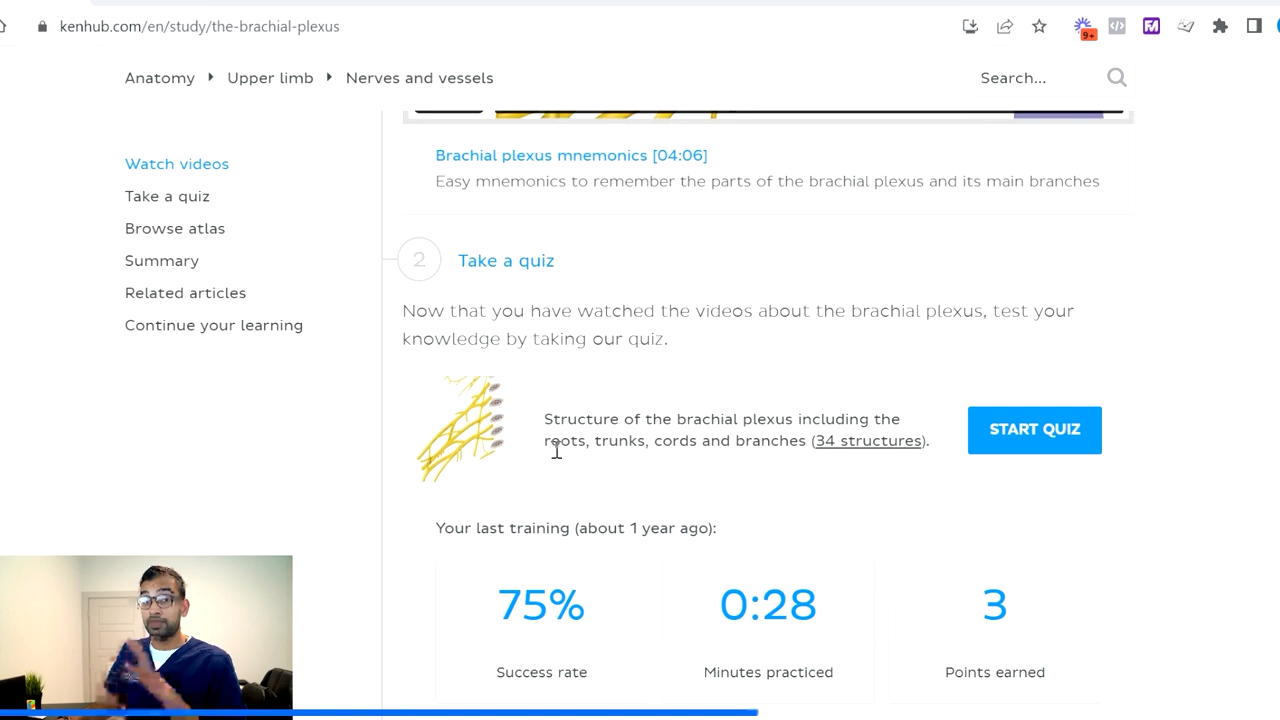 kenhub.com/en/study/the-brachial-plexus
9+
Anatomy Upper limb Nerves and vessels
Search...
Watch videos
Take a quiz
Browse atlas
Summary
Related articles
Continue your learning
Brachial plexus mnemonics [04:06]
Easy mnemonics to remember the parts of the brachial plexus and its main branches
2
Take a quiz
Now that you have watched the videos about the brachial plexus, test your
knowledge by taking our quiz.
Structure of the brachial plexus including the
roots, trunks, cords and branches (34 structures).
START QUIZ
Your last training (about 1 year ago):
75% 0:28 3
Success rate Minutes practiced Points earned